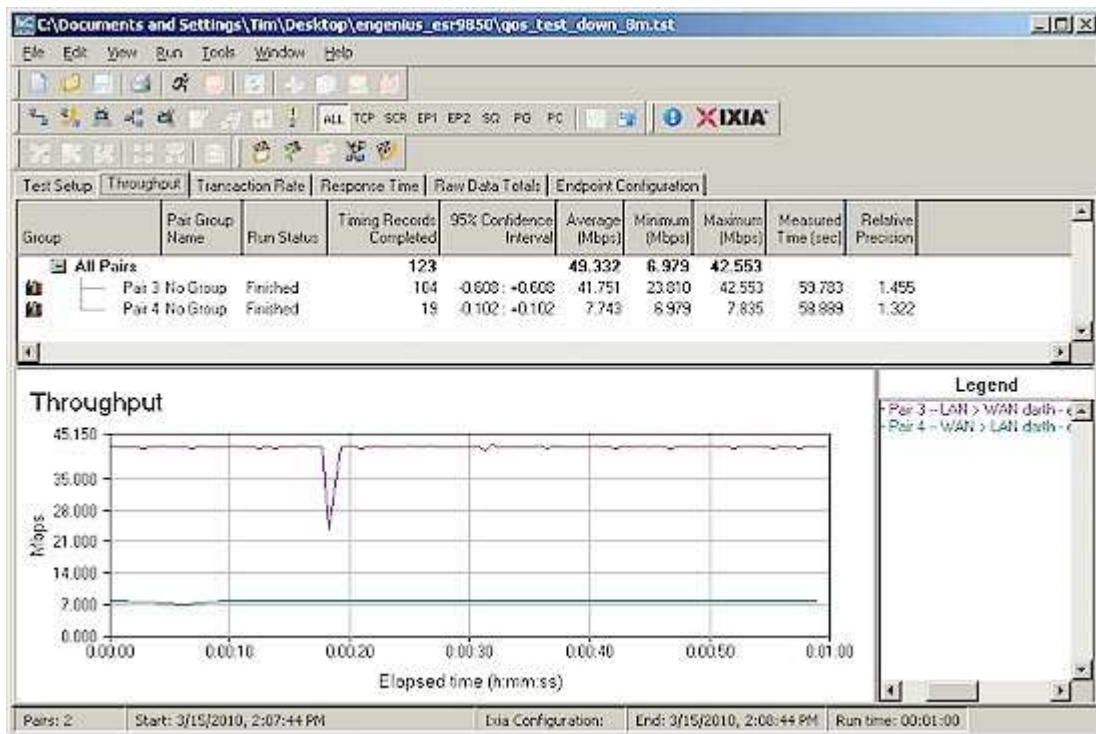 C:\Documents and Settings\Tim\Desktop\engenius_esr9850\qos_test_down_8m.tst
File Edit View Run Tools Window Help
ALL TCP SCR EP1 EP2 SQ PG PC IXIA
Test Setup Throughput Transaction Rate Response Time Raw Data Totals Endpoint Configuration
Group Pair Group Name Run Status Timing Records Completed 95% Confidence Interval Average (Mbps) Minimum (Mbps) Maximum (Mbps) Measured Time (sec) Relative Precision
All Pairs 123 49.332 6.979 42.553
Pair 3 No Group Finished 104 -0.608 : +0.608 41.751 23.810 42.553 59.783 1.455
Pair 4 No Group Finished 19 -0.102 : +0.102 7.743 6.979 7.835 58.889 1.322
Throughput
Legend
Pair 3 -- LAN > WAN darth - e
Pair 4 -- WAN > LAN darth - e
45.150
35.000
28.000
21.000
14.000
7.000
0.000
Mbps
0:00:00 0:00:10 0:00:20 0:00:30 0:00:40 0:00:50 0:01:00
Elapsed time (h:mm:ss)
Pairs: 2 Start: 3/15/2010, 2:07:44 PM Ixia Configuration: End: 3/15/2010, 2:08:44 PM Run time: 00:01:00